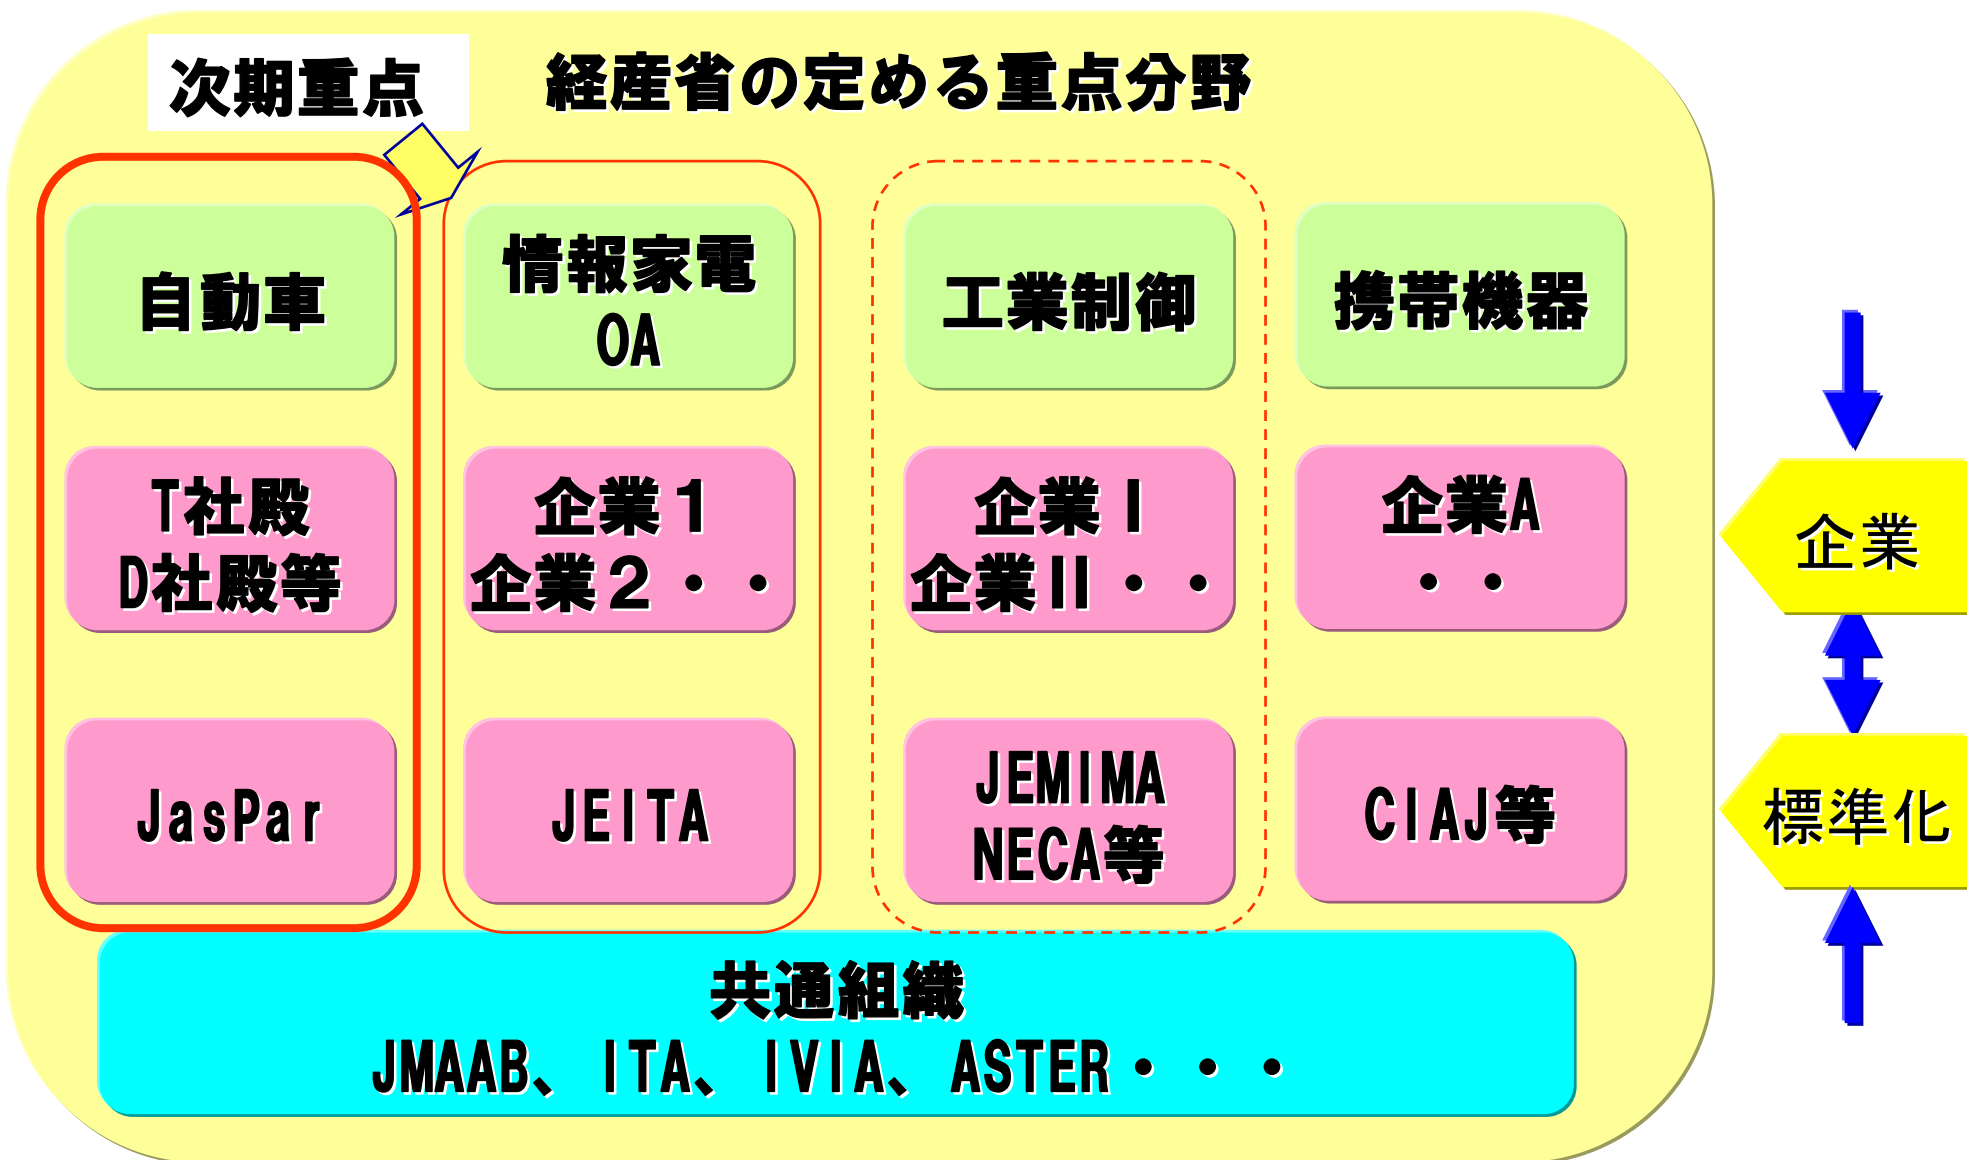 次期重点
経産省の定める重点分野
自動車
情報家電
OA
工業制御
携帯機器
T社殿
D社殿等
企業1
企業2・・
企業I
企業II・・
企業A
・・
企業
JasPar
JEITA
JEMIMA
NECA等
CIAJ等
標準化
共通組織
JMAAB、ITA、IVIA、ASTER・・・